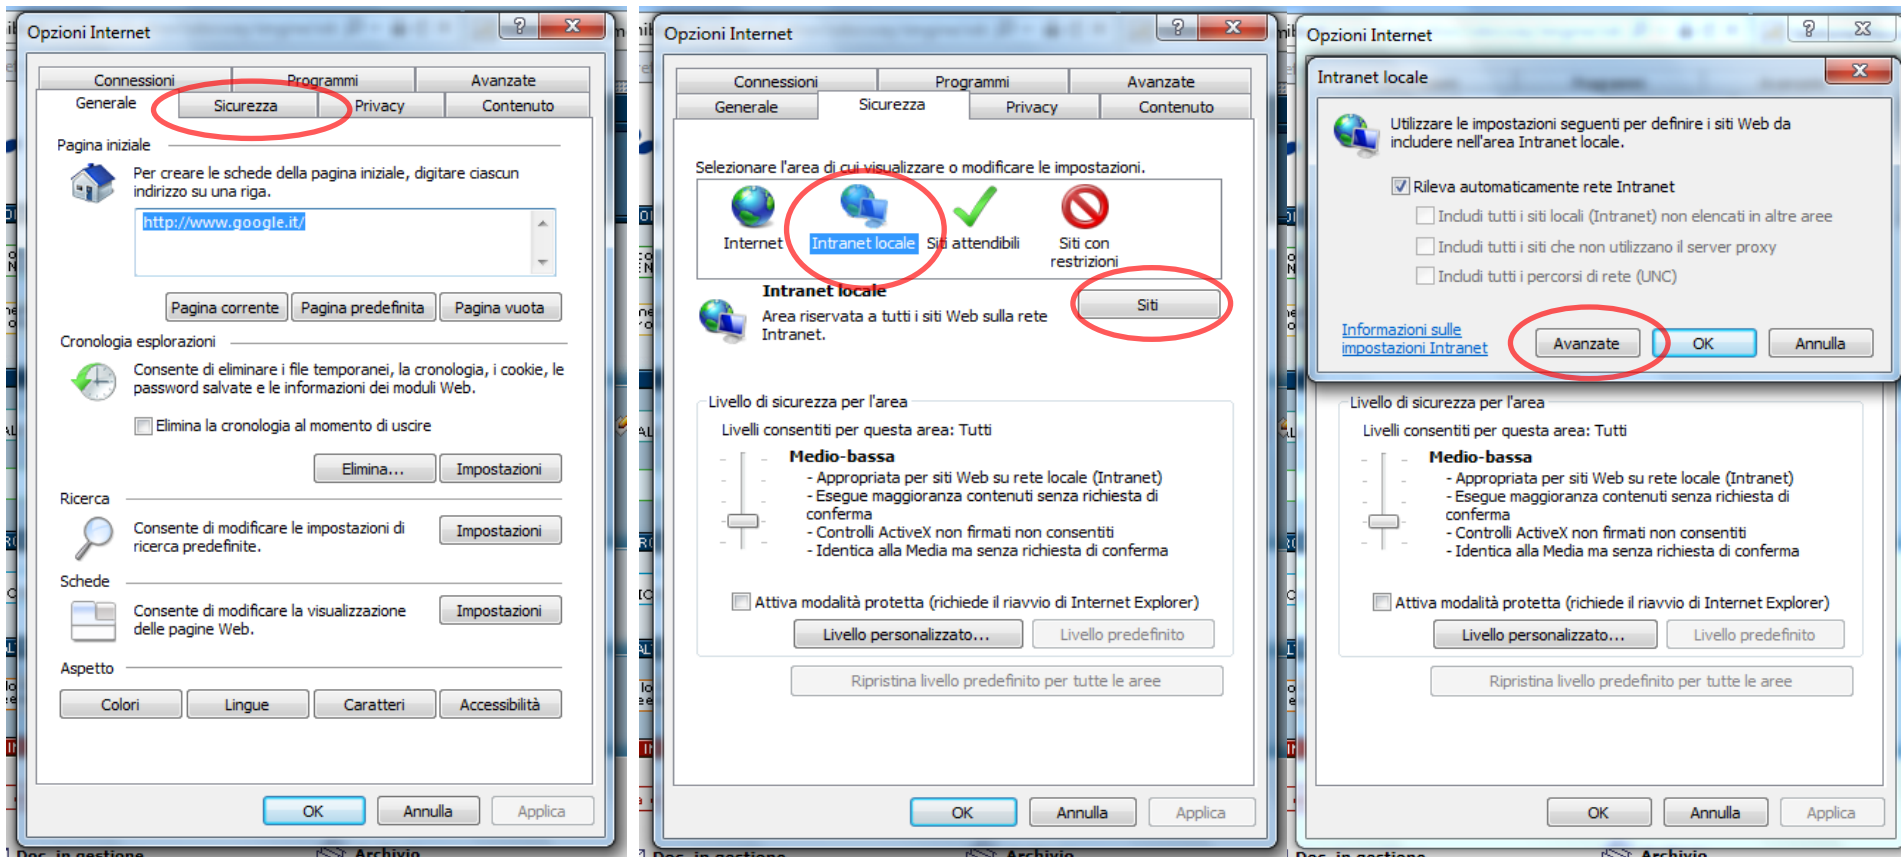 Opzioni Internet
Connessioni
Programmi
Avanzate
Generale
Sicurezza
Privacy
Contenuto
Pagina iniziale
Per creare le schede della pagina iniziale, digitare ciascun
indirizzo su una riga.
http://www.google.it/
Pagina corrente
Pagina predefinita
Pagina vuota
Cronologia esplorazioni
Consente di eliminare i file temporanei, la cronologia, i cookie, le
password salvate e le informazioni dei moduli Web.
Elimina la cronologia al momento di uscire
Elimina...
Impostazioni
Ricerca
Consente di modificare le impostazioni di
ricerca predefinite.
Impostazioni
Schede
Consente di modificare la visualizzazione
delle pagine Web.
Impostazioni
Aspetto
Colori
Lingue
Caratteri
Accessibilità
OK
Annulla
Applica
Doc. in gestione
Archivio
Opzioni Internet
Connessioni
Programmi
Avanzate
Generale
Sicurezza
Privacy
Contenuto
Selezionare l'area di cui visualizzare o modificare le impostazioni.
Internet
Intranet locale
Siti attendibili
Siti con
restrizioni
Intranet locale
Area riservata a tutti i siti Web sulla rete
Intranet.
Siti
Livello di sicurezza per l'area
Livelli consentiti per questa area: Tutti
Medio-bassa
- Appropriata per siti Web su rete locale (Intranet)
- Esegue maggioranza contenuti senza richiesta di
conferma
- Controlli ActiveX non firmati non consentiti
- Identica alla Media ma senza richiesta di conferma
Attiva modalità protetta (richiede il riavvio di Internet Explorer)
Livello personalizzato...
Livello predefinito
Ripristina livello predefinito per tutte le aree
OK
Annulla
Applica
Doc. in gestione
Archivio
Opzioni Internet
Intranet locale
Utilizzare le impostazioni seguenti per definire i siti Web da
includere nell'area Intranet locale.
Rileva automaticamente rete Intranet
Includi tutti i siti locali (Intranet) non elencati in altre aree
Includi tutti i siti che non utilizzano il server proxy
Includi tutti i percorsi di rete (UNC)
Informazioni sulle
impostazioni Intranet
Avanzate
OK
Annulla
Livello di sicurezza per l'area
Livelli consentiti per questa area: Tutti
Medio-bassa
- Appropriata per siti Web su rete locale (Intranet)
- Esegue maggioranza contenuti senza richiesta di
conferma
- Controlli ActiveX non firmati non consentiti
- Identica alla Media ma senza richiesta di conferma
Attiva modalità protetta (richiede il riavvio di Internet Explorer)
Livello personalizzato...
Livello predefinito
Ripristina livello predefinito per tutte le aree
OK
Annulla
Applica
Doc. in gestione
Archivio